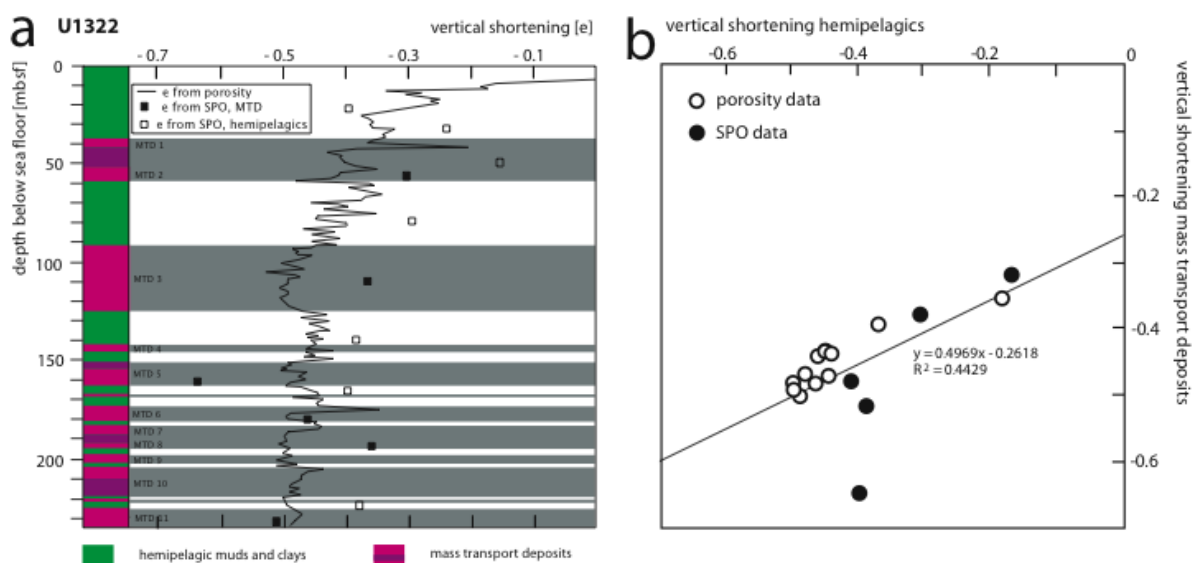 a U1322 vertical shortening [e]
- 0.7 -0.5 -0.3 -0.1
depth below sea floor [mbsf]
0
50
100
150
200
e from porosity
e from SPO, MTD
e from SPO, hemipelagics
MTD 1
MTD 2
MTD 3
MTD 4
MTD 5
MTD 6
MTD 7
MTD 8
MTD 9
MTD 10
MTD 11
hemipelagic muds and clays
mass transport deposits
b vertical shortening hemipelagics
-0.6 -0.4 -0.2 0
porosity data
SPO data
-0.2
-0.4
-0.6
vertical shortening mass transport deposits
y = 0.4969x - 0.2618
R² = 0.4429